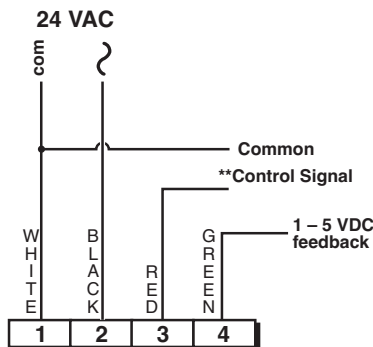 24 VAC
com
Common
**Control Signal
1 – 5 VDC
feedback
WHITE
BLACK
RED
GREEN
1 2 3 4